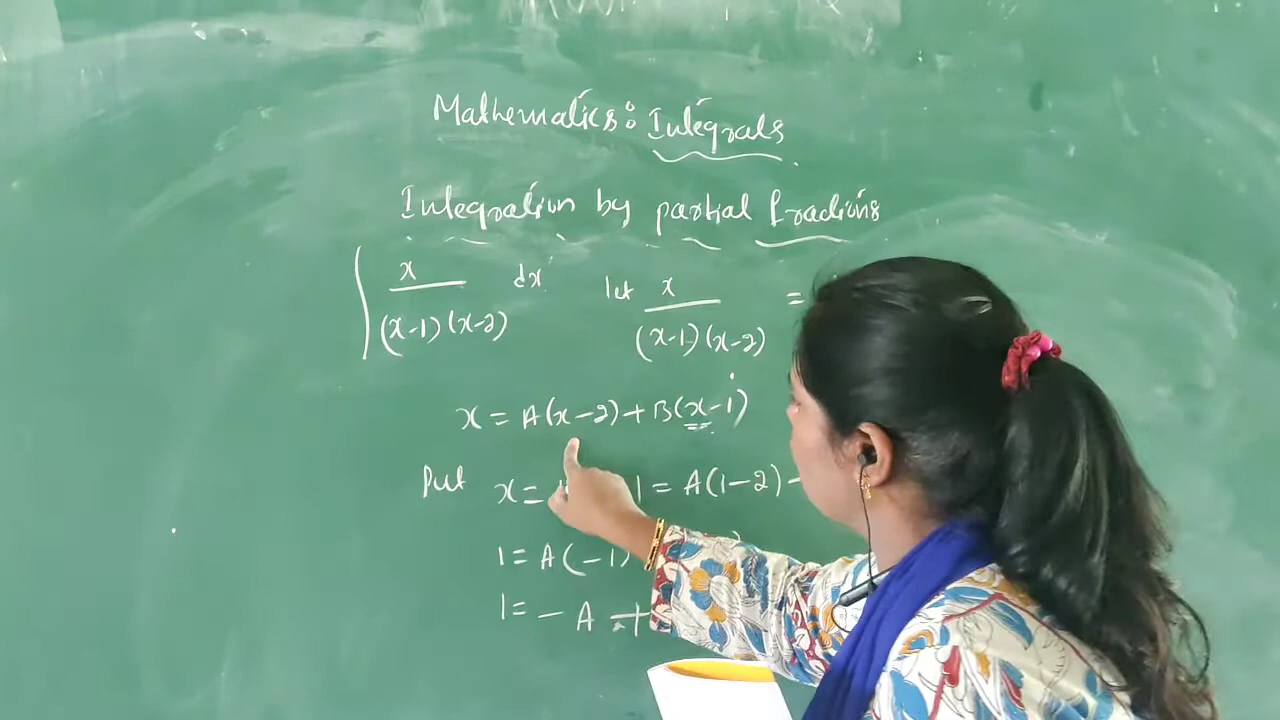 Mathematics: Integrals
Integration by partial fractions
∫ x/((x-1)(x-2)) dx let x/((x-1)(x-2)) =
x = A(x-2) + B(x-1)
Put x = 1 = A(1-2)
1 = A(-1)
1 = - A +